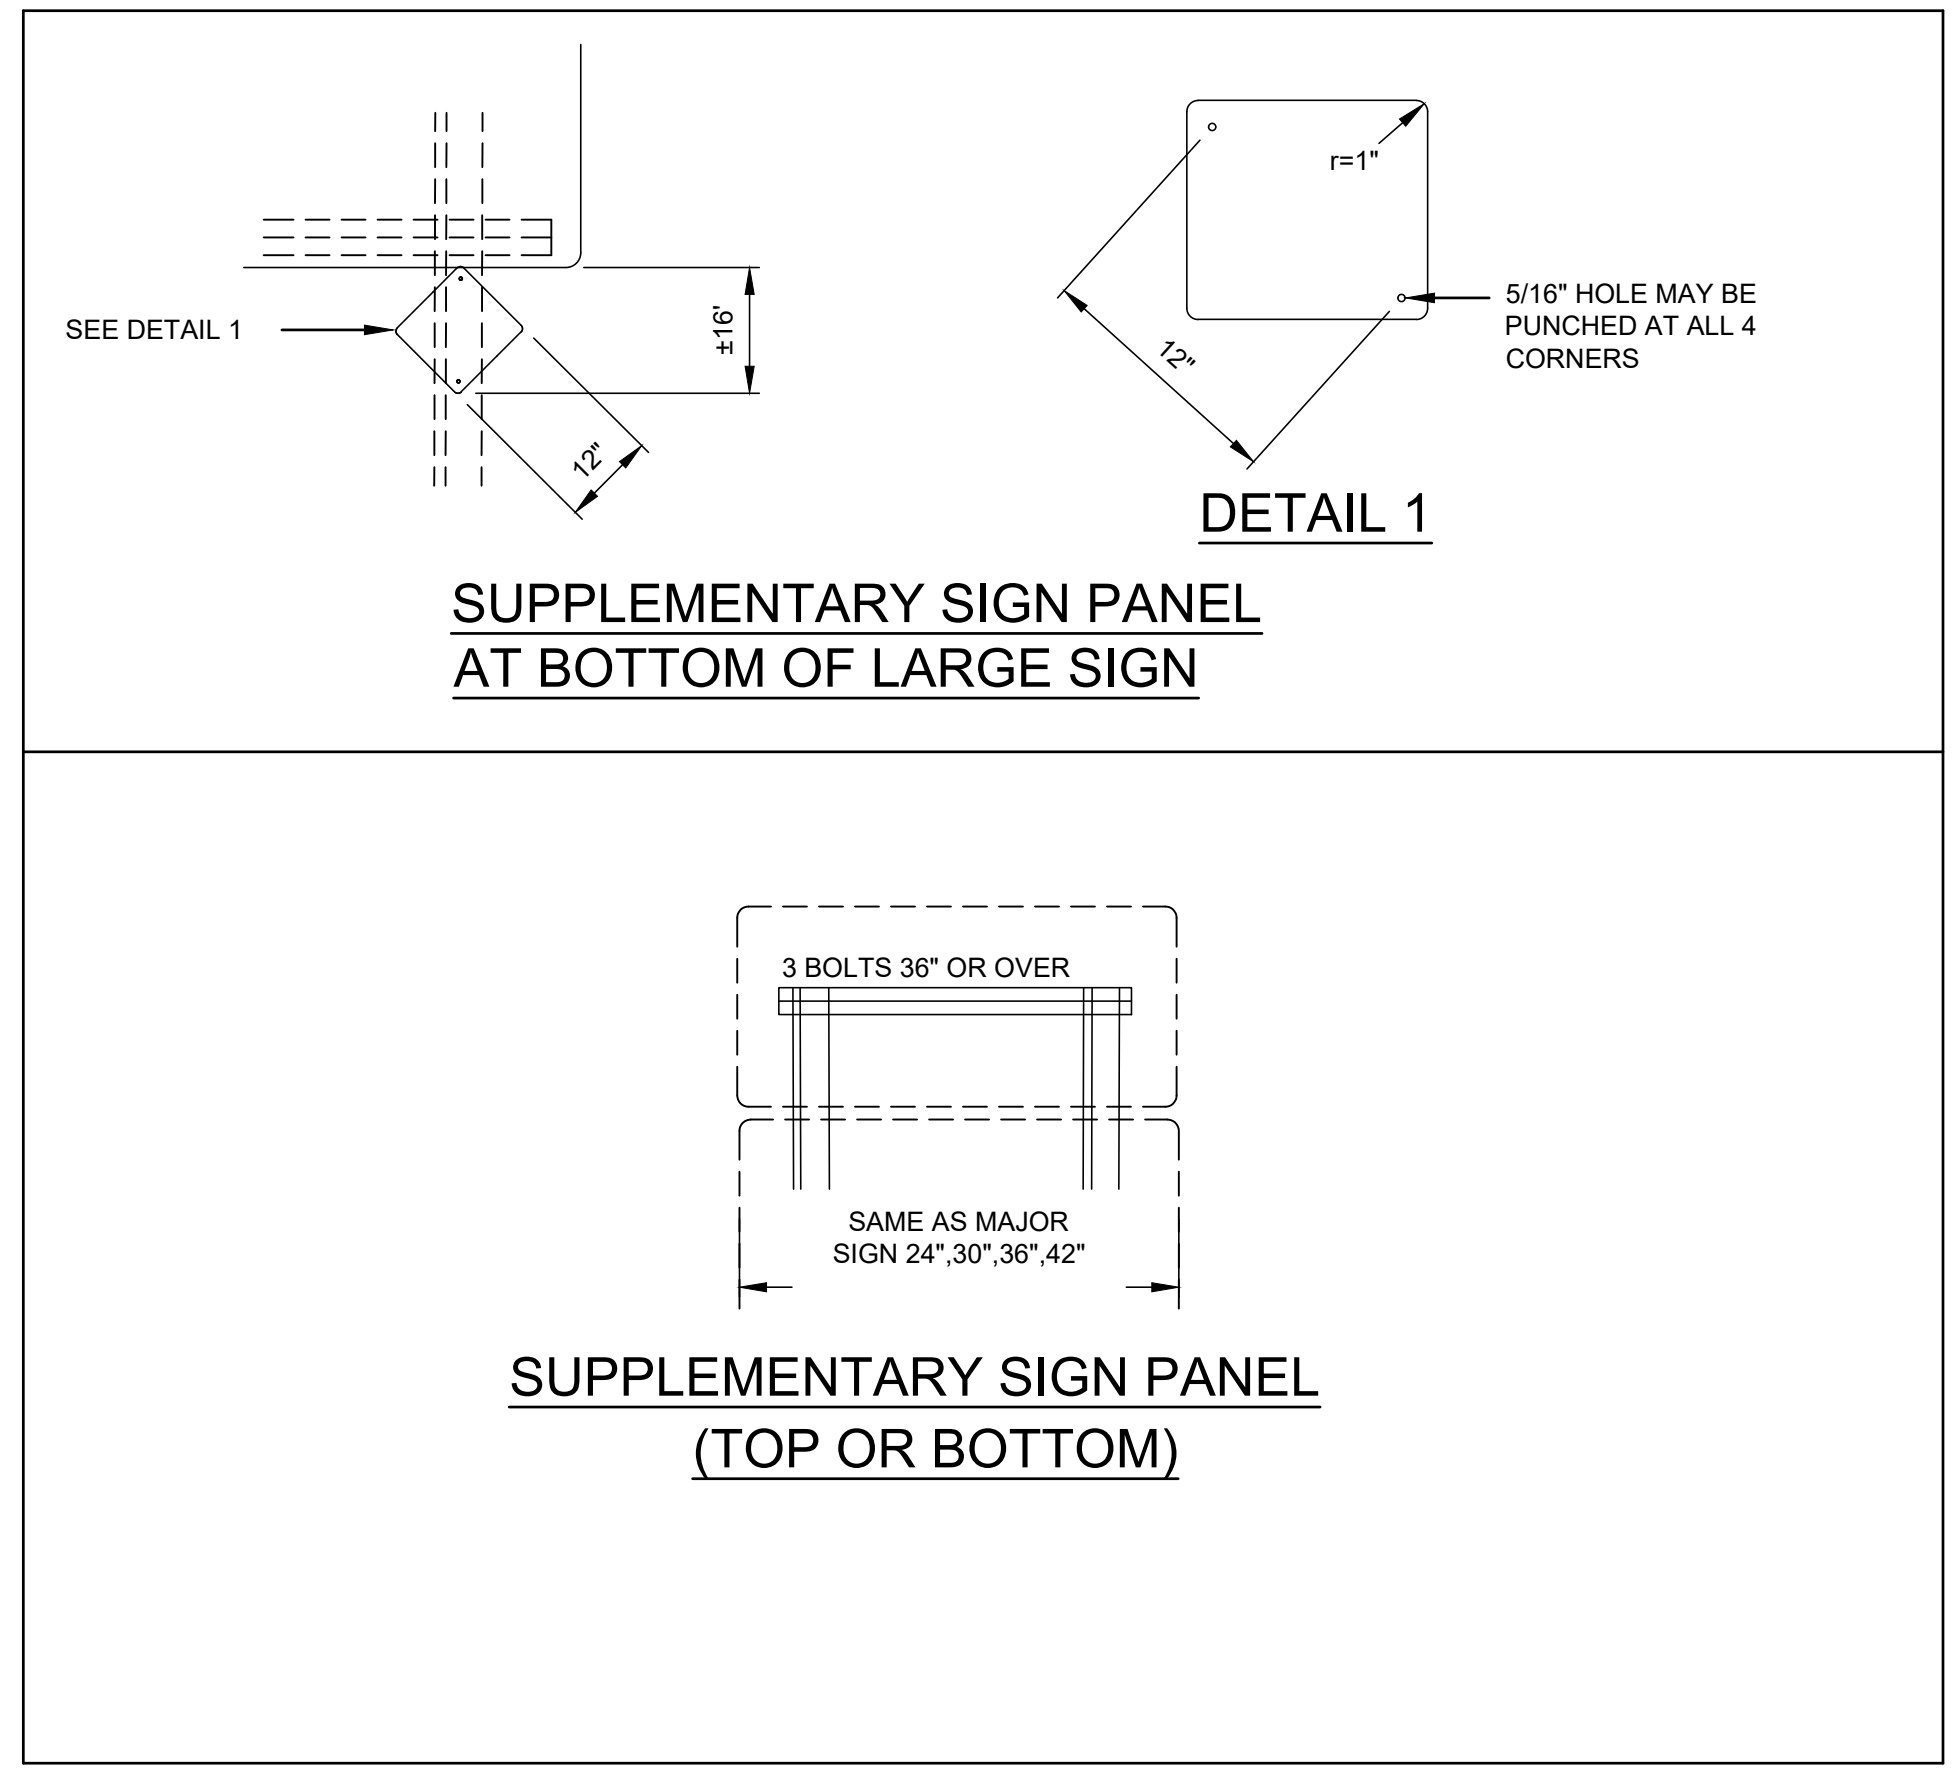 SEE DETAIL 1
±16'
12"
r=1"
12"
5/16" HOLE MAY BE
PUNCHED AT ALL 4
CORNERS
DETAIL 1
SUPPLEMENTARY SIGN PANEL
AT BOTTOM OF LARGE SIGN
3 BOLTS 36" OR OVER
SAME AS MAJOR
SIGN 24",30",36",42"
SUPPLEMENTARY SIGN PANEL
(TOP OR BOTTOM)